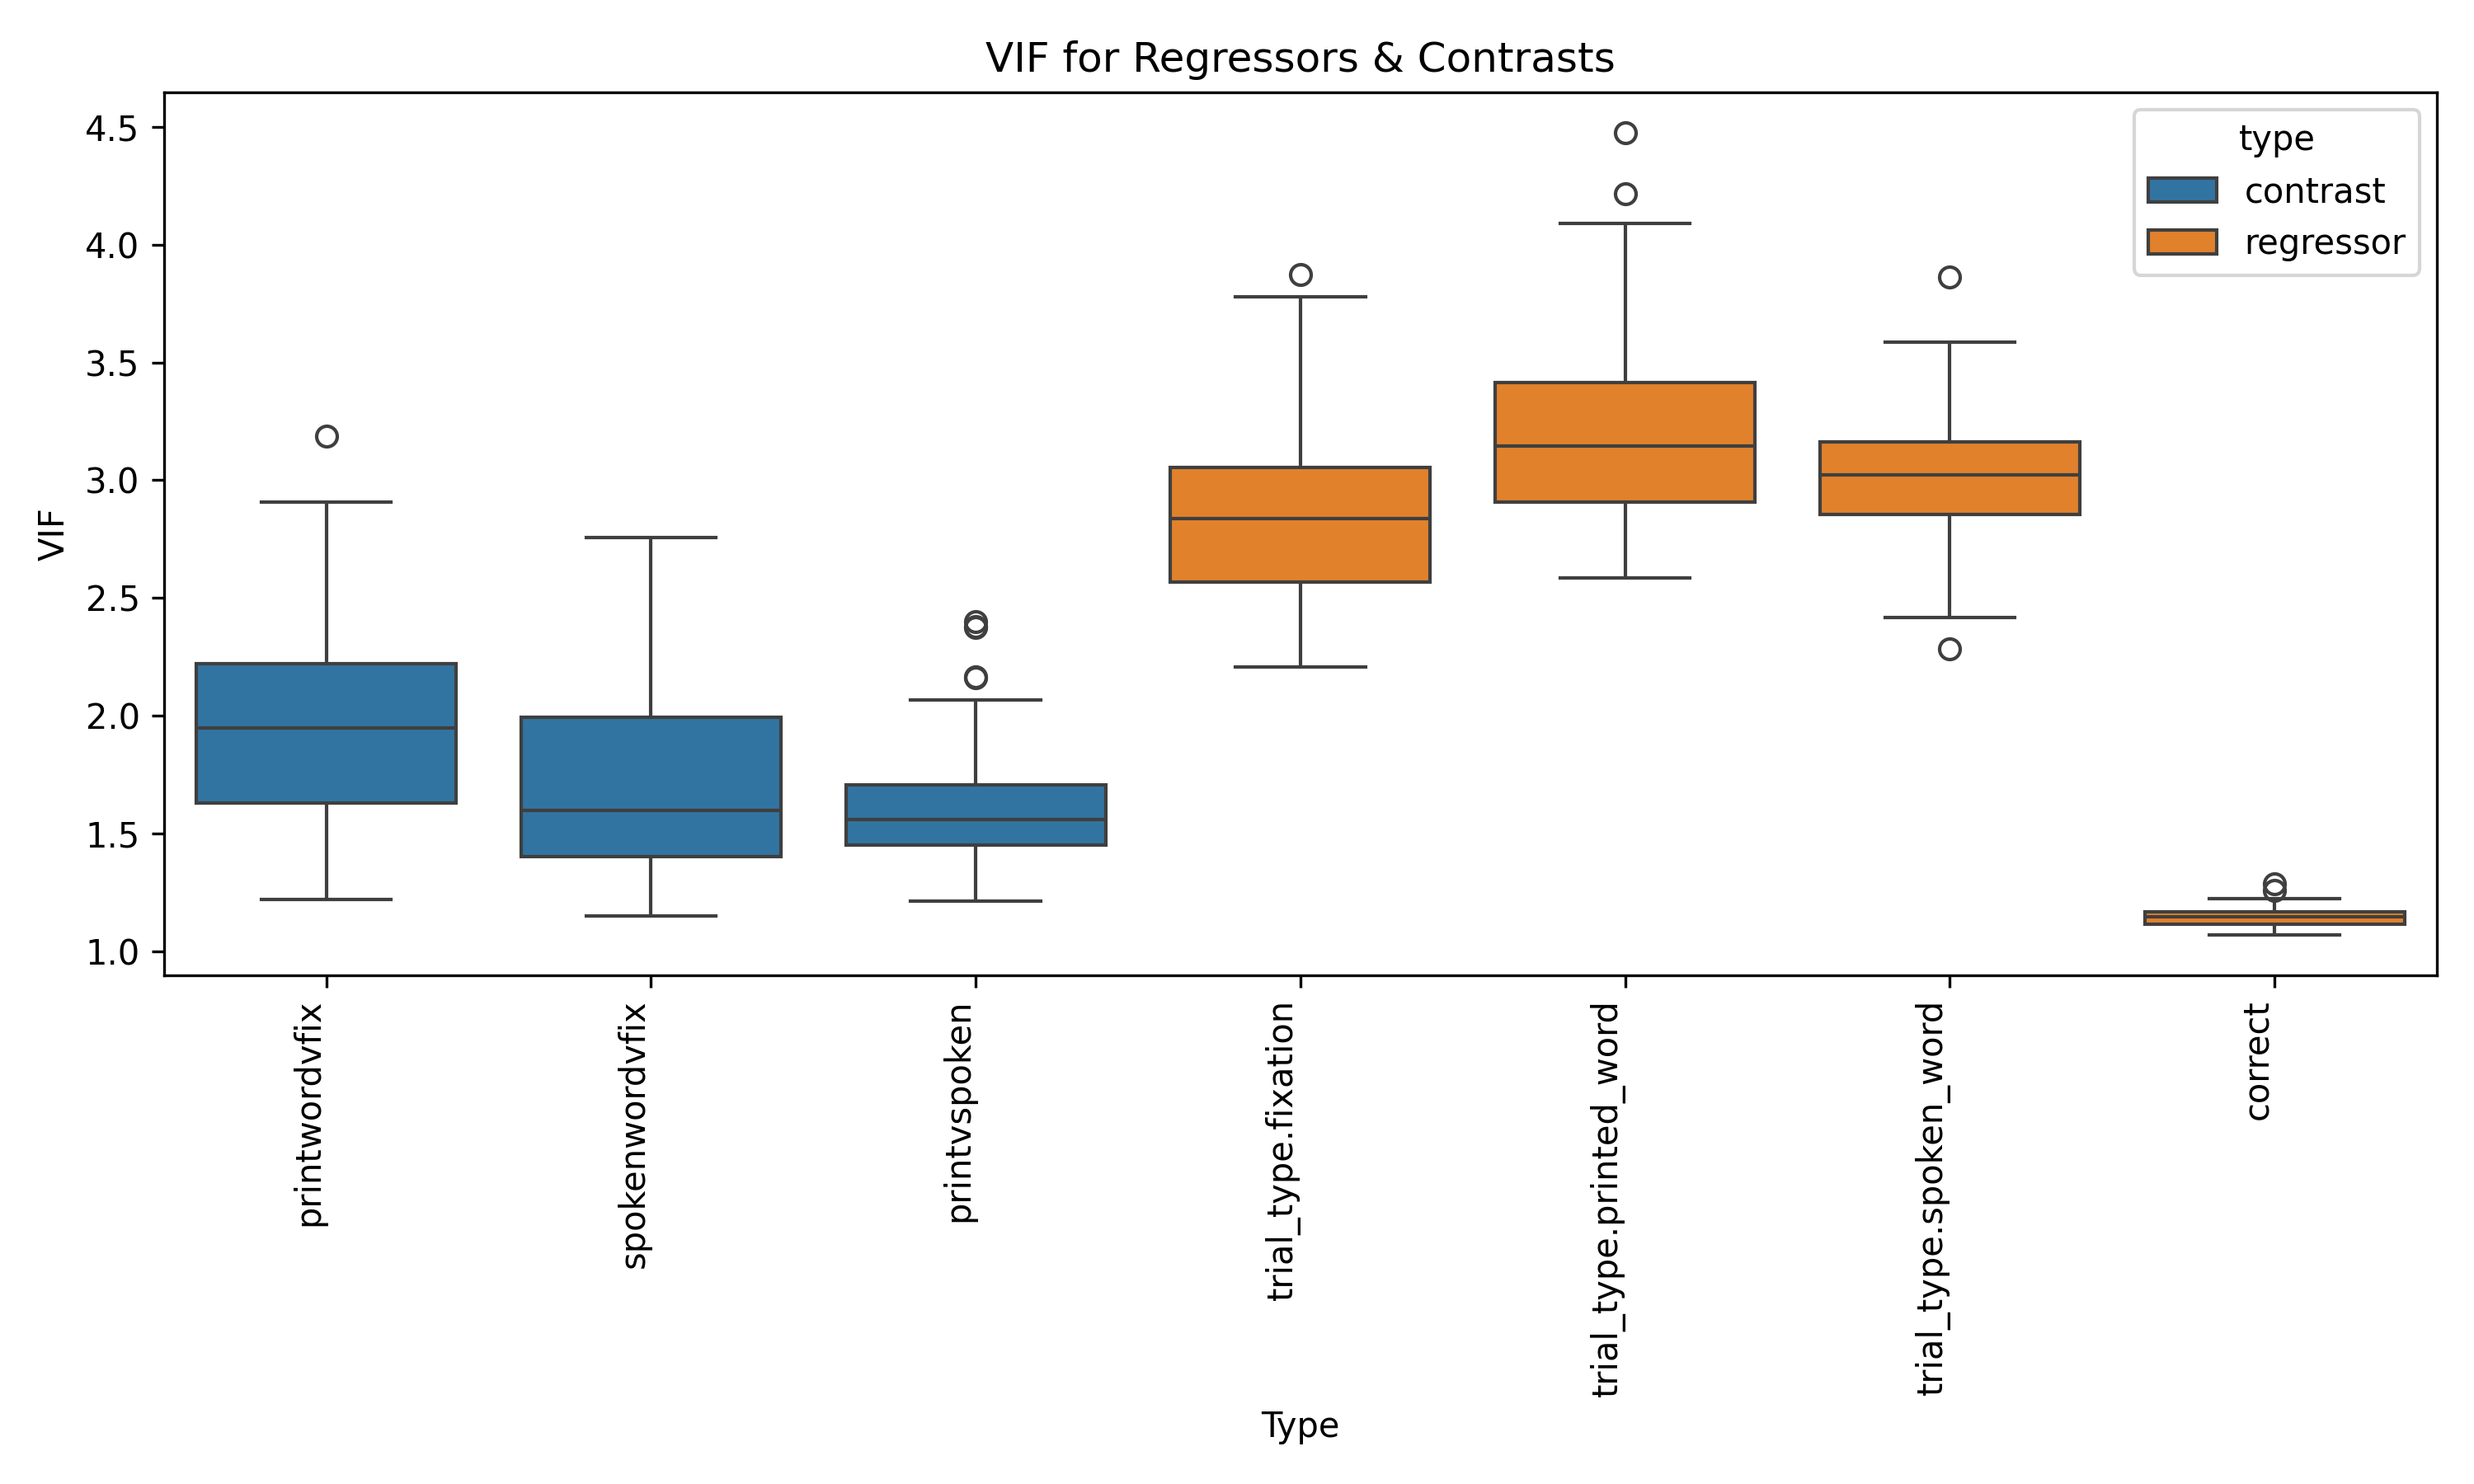 VIF for Regressors & Contrasts
type
contrast
regressor
VIF
4.5
4.0
3.5
3.0
2.5
2.0
1.5
1.0
printwordvfix
spokenwordvfix
printvspoken
trial_type.fixation
trial_type.printed_word
trial_type.spoken_word
correct
Type